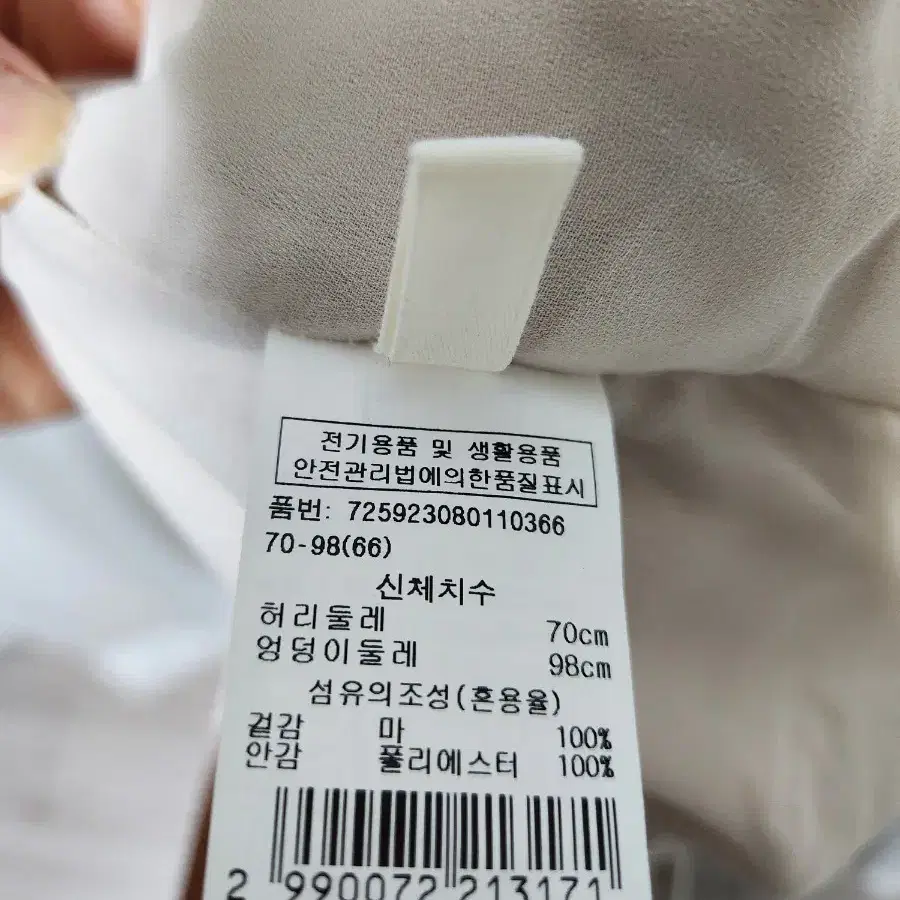 전기용품 및 생활용품
안전관리법에의한품질표시
품번: 725923080110366
70-98(66)
신체치수
허리둘레 70cm
엉덩이둘레 98cm
섬유의조성(혼용율)
겉감 마 100%
안감 폴리에스터 100%
2 990072 213171